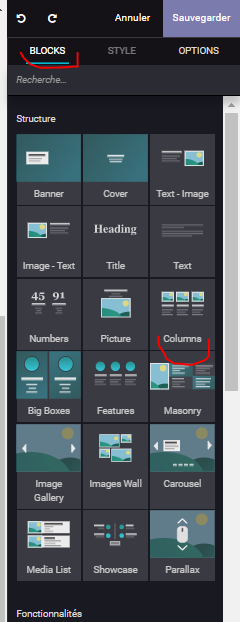 Annuler Sauvegarder
BLOCKS STYLE OPTIONS
Recherche...
Structure
Banner Cover Text - Image
Heading
Image - Text Title Text
45 91
Numbers Picture Columns
Big Boxes Features Masonry
Image Gallery Images Wall Carousel
Media List Showcase Parallax
Fonctionnalités